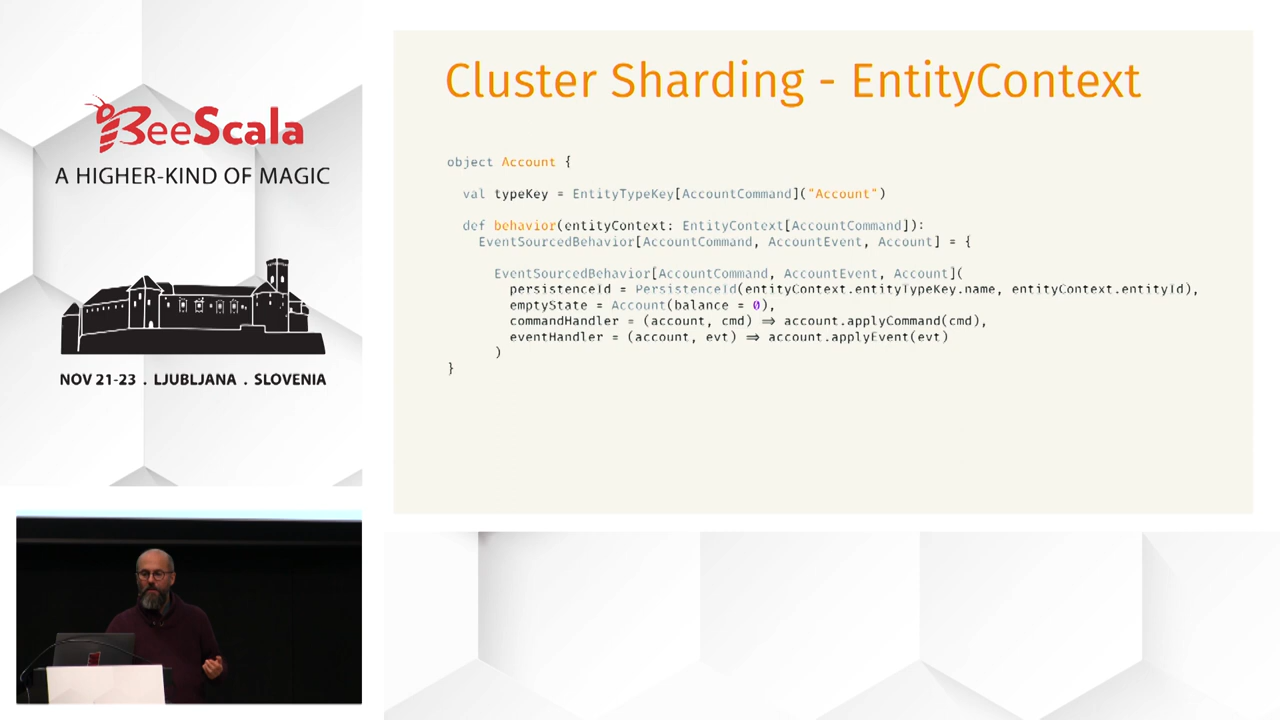 BeeScala
A HIGHER-KIND OF MAGIC
NOV 21-23 . LJUBLJANA . SLOVENIA
Cluster Sharding - EntityContext
object Account {
val typeKey = EntityTypeKey[AccountCommand]("Account")
def behavior(entityContext: EntityContext[AccountCommand]):
EventSourcedBehavior[AccountCommand, AccountEvent, Account] = {
EventSourcedBehavior[AccountCommand, AccountEvent, Account](
persistenceId = PersistenceId(entityContext.entityTypeKey.name, entityContext.entityId),
emptyState = Account(balance = 0),
commandHandler = (account, cmd) ⇒ account.applyCommand(cmd),
eventHandler = (account, evt) ⇒ account.applyEvent(evt)
)
}